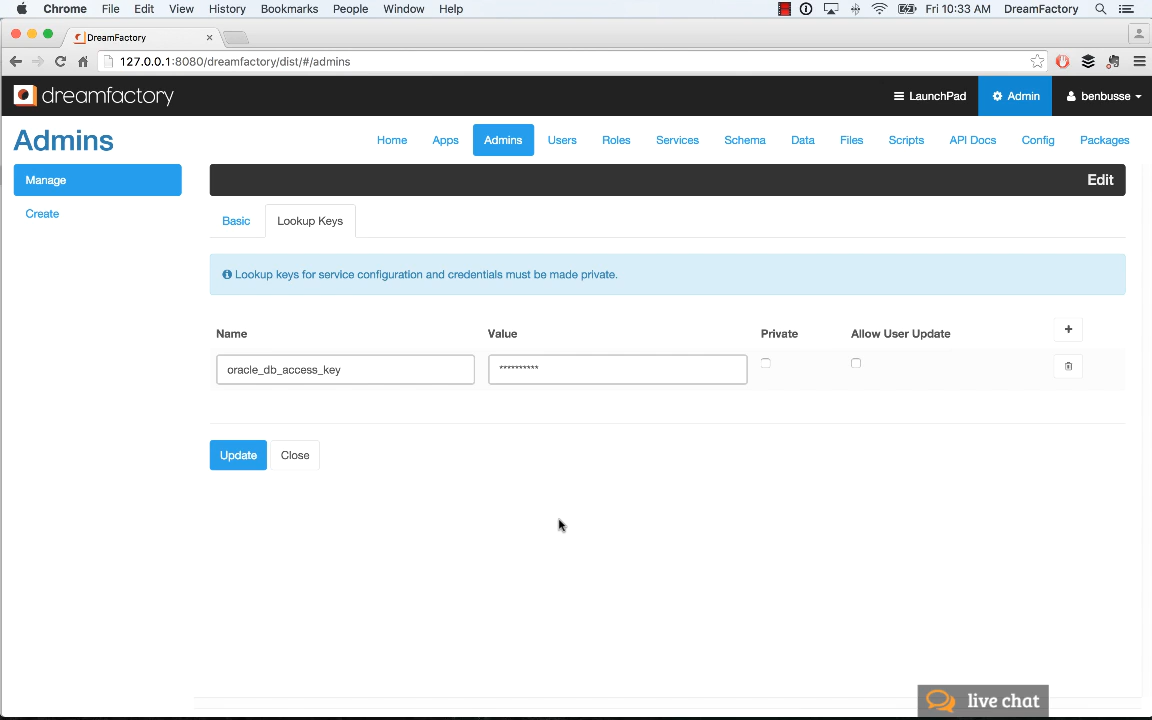 Chrome File Edit View History Bookmarks People Window Help Fri 10:33 AM DreamFactory
DreamFactory
127.0.0.1:8080/dreamfactory/dist/#/admins
dreamfactory LaunchPad Admin benbusse
Admins Home Apps Admins Users Roles Services Schema Data Files Scripts API Docs Config Packages
Manage Edit
Create
Basic Lookup Keys
Lookup keys for service configuration and credentials must be made private.
Name Value Private Allow User Update +
oracle_db_access_key **********
Update Close
live chat